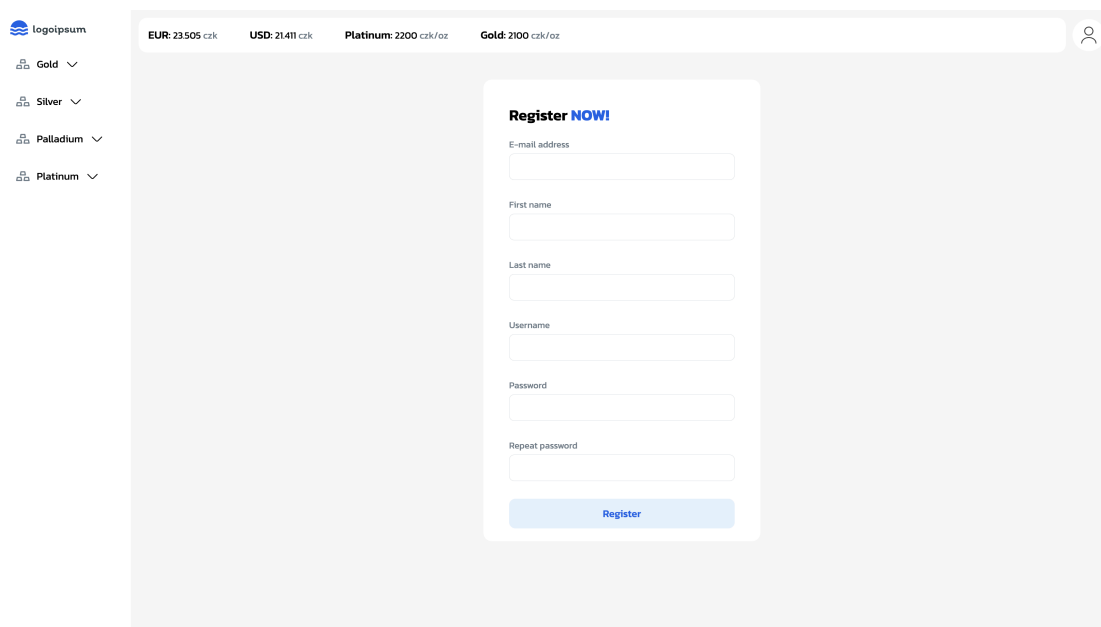 logoipsum
EUR: 23.505 czk USD: 21.411 czk Platinum: 2200 czk/oz Gold: 2100 czk/oz
Gold
Silver
Palladium
Platinum
Register NOW!
E-mail address
First name
Last name
Username
Password
Repeat password
Register